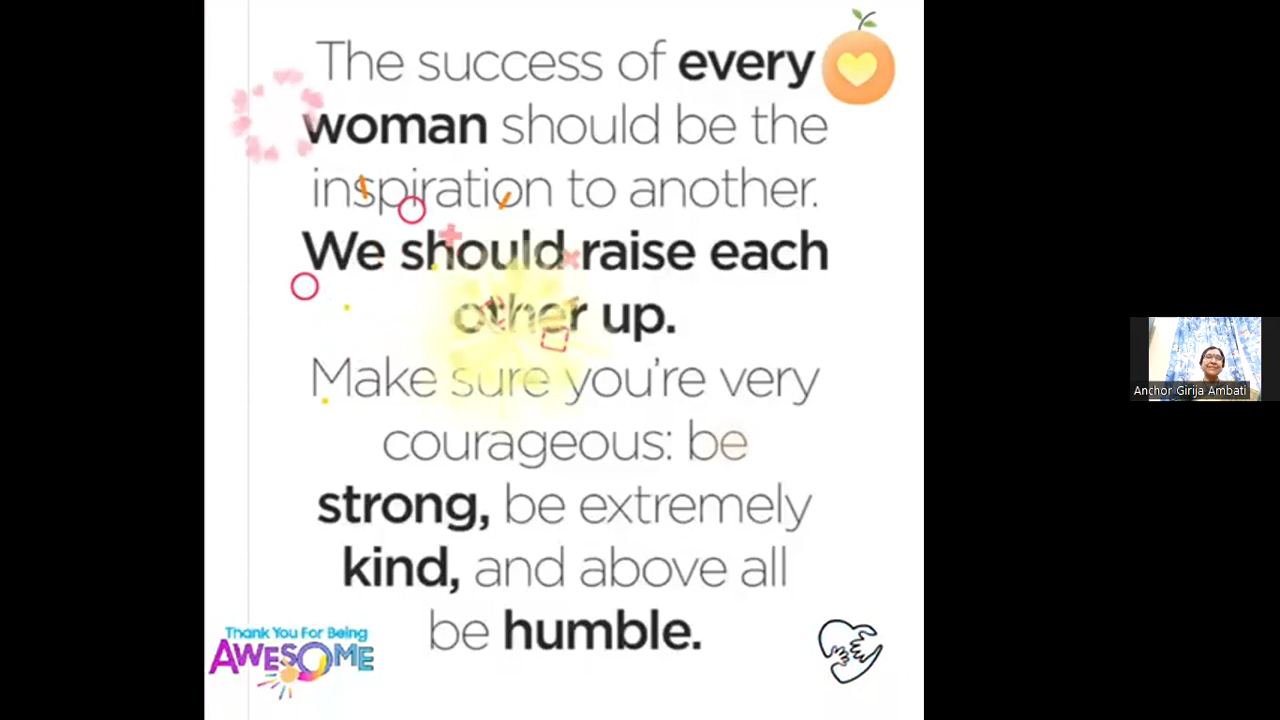 The success of every
woman should be the
inspiration to another.
We should raise each
other up.
Make sure you’re very
courageous: be
strong, be extremely
kind, and above all
be humble.
Thank You For Being
AWESOME
Anchor Girija Ambati